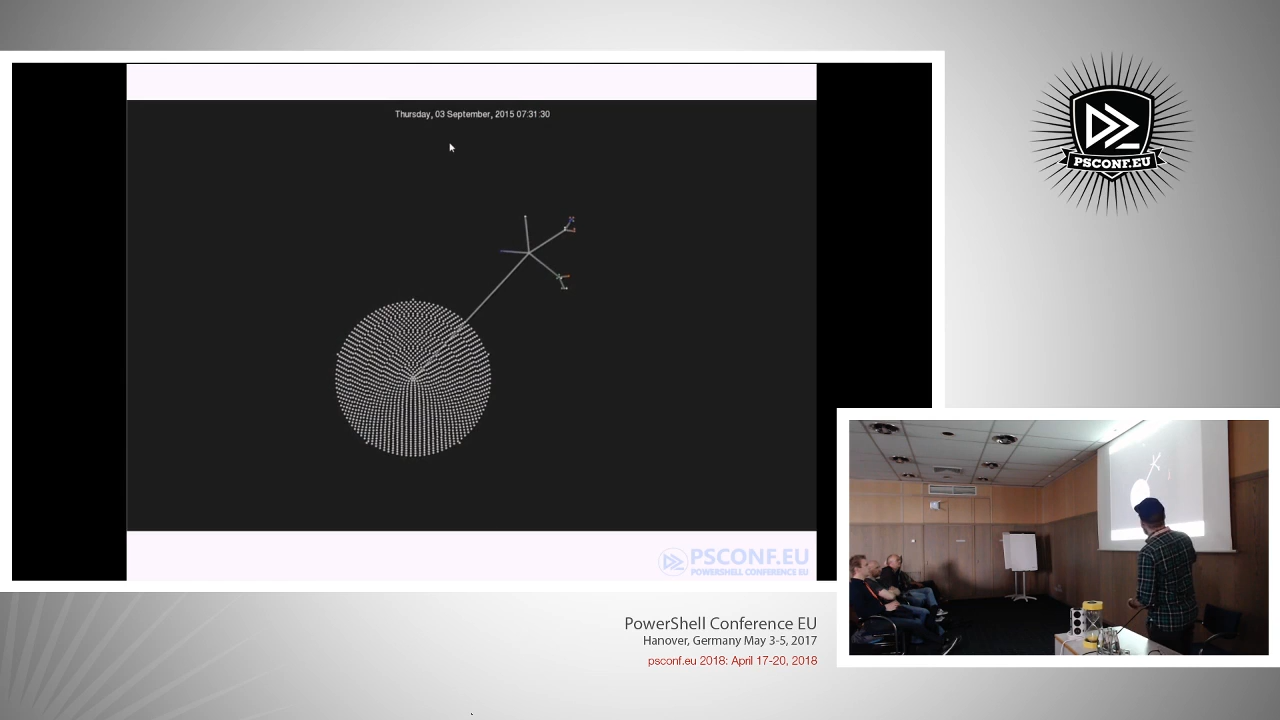 Thursday, 03 September, 2015 07:31:30
PSCONF.EU
PSCONF.EU
POWERSHELL CONFERENCE EU
PowerShell Conference EU
Hanover, Germany May 3-5, 2017
psconf.eu 2018: April 17-20, 2018